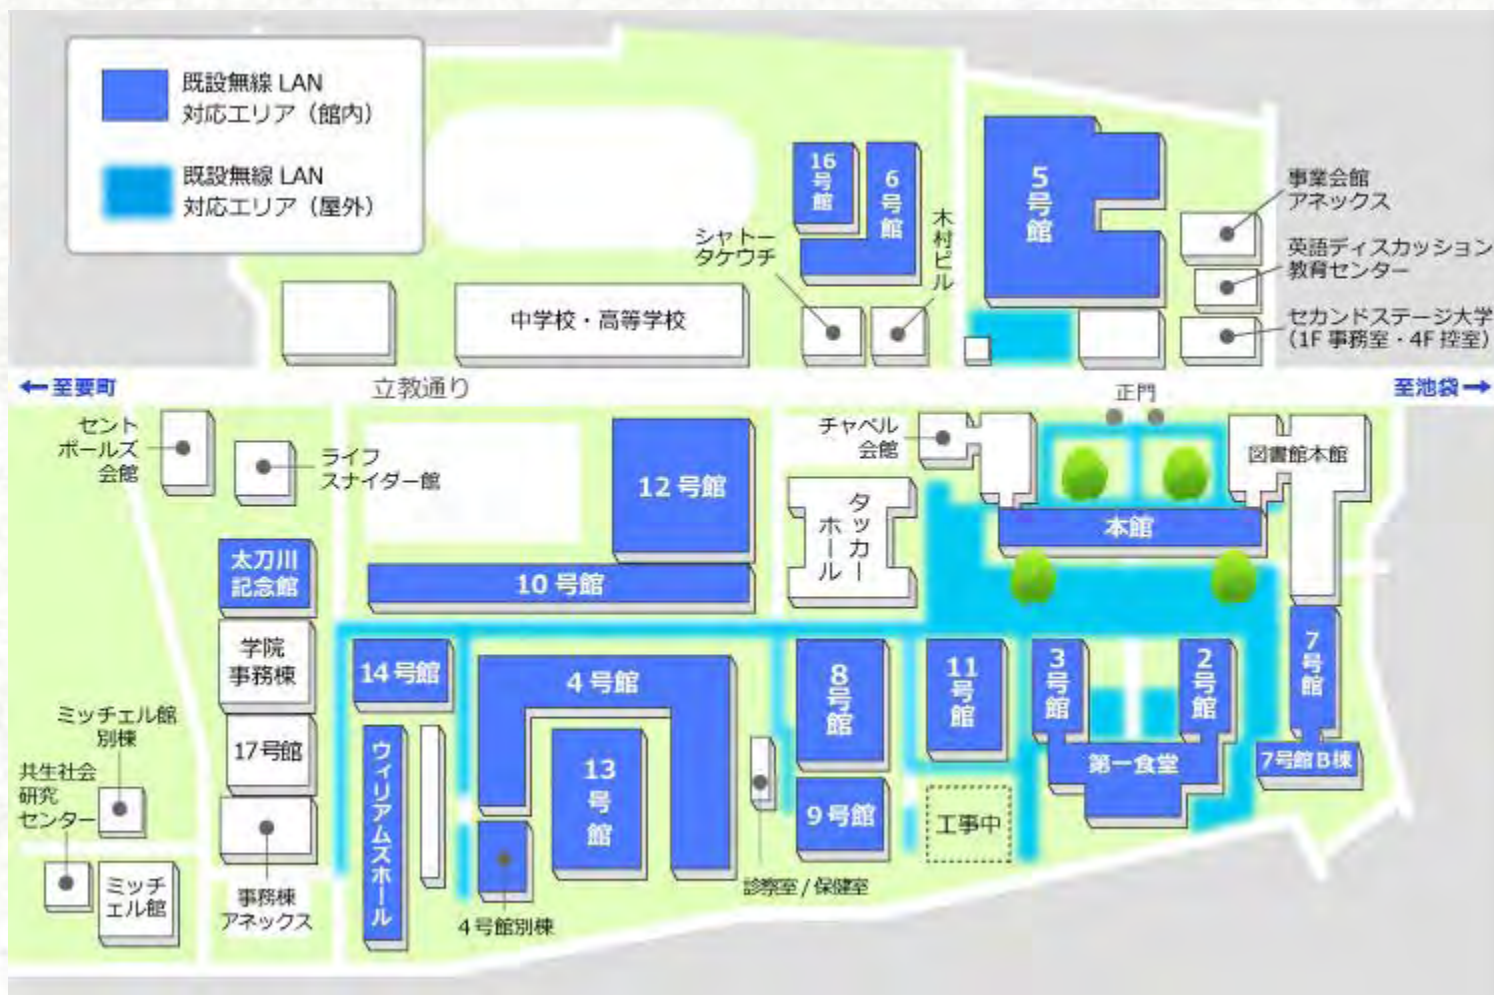 既設無線 LAN
対応エリア（館内）
既設無線 LAN
対応エリア（屋外）
16号館
6号館
5号館
事業会館
アネックス
シャトー
タケウチ
木村ビル
英語ディスカッション
教育センター
中学校・高等学校
セカンドステージ大学
（1F 事務室・4F 控室）
←至要町
立教通り
正門
至池袋→
セント
ポールズ
会館
ライフ
スナイダー館
12 号館
チャペル
会館
図書館本館
タッカー
ホール
本館
太刀川
記念館
10 号館
学院
事務棟
14 号館
4 号館
8号館
11号館
3号館
2号館
7号館
ミッチェル館
別棟
17号館
ウィリアムズホール
13号館
第一食堂
7号館B棟
共生社会
研究
センター
9号館
工事中
ミッチ
ェル館
事務棟
アネックス
4号館別棟
診察室 / 保健室